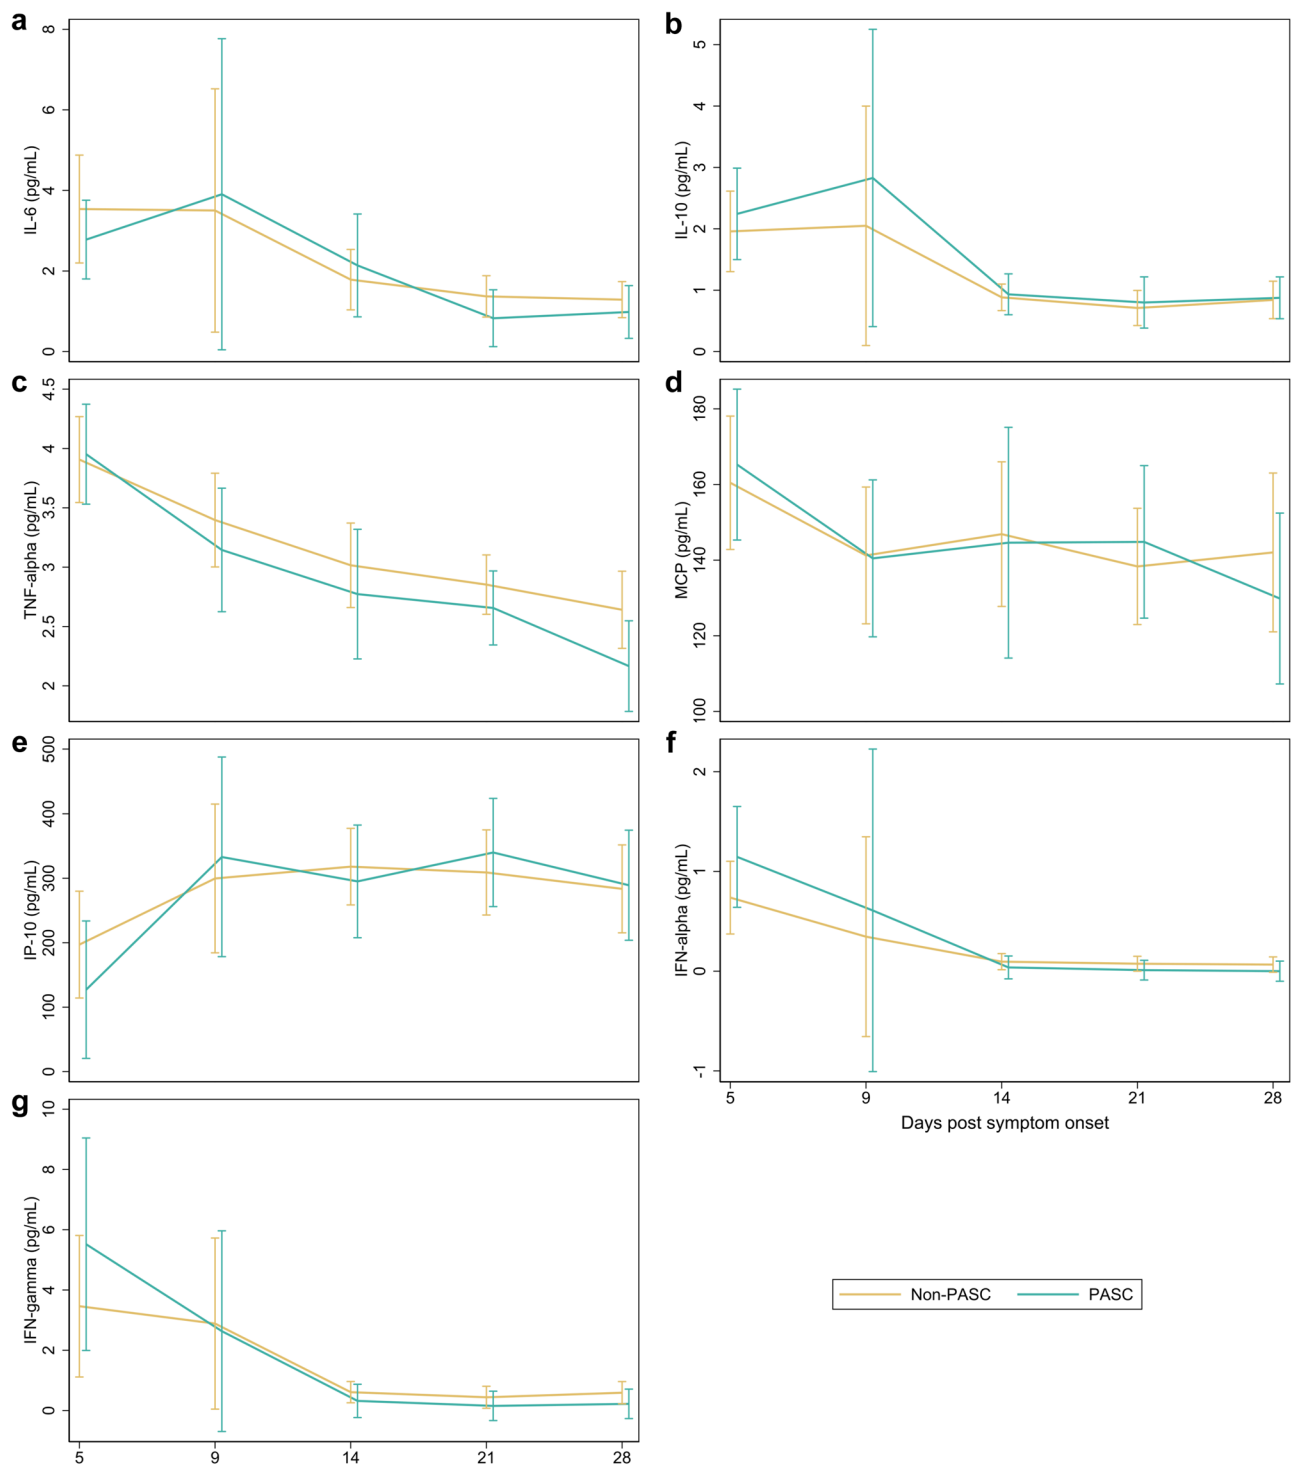 a
IL-6 (pg/mL)
0
2
4
6
8
b
IL-10 (pg/mL)
0
1
2
3
4
5
c
TNF-alpha (pg/mL)
2
2.5
3
3.5
4
4.5
d
MCP (pg/mL)
100
120
140
160
180
e
IP-10 (pg/mL)
0
100
200
300
400
500
f
IFN-alpha (pg/mL)
-1
0
1
2
5 9 14 21 28
Days post symptom onset
g
IFN-gamma (pg/mL)
0
2
4
6
8
10
5 9 14 21 28
Non-PASC PASC